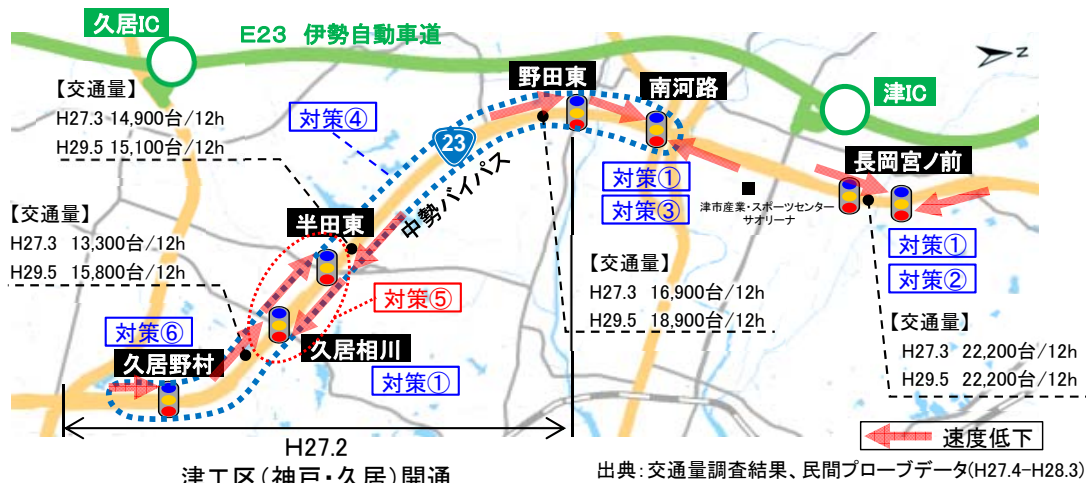 久居IC
E23 伊勢自動車道
N
【交通量】
H27.3 14,900台/12h
H29.5 15,100台/12h
対策④
23
中勢バイパス
野田東
南河路
津IC
対策①
対策③
津市産業・スポーツセンター
サオリーナ
長岡宮ノ前
対策①
対策②
【交通量】
H27.3 13,300台/12h
H29.5 15,800台/12h
半田東
対策⑤
対策⑥
久居野村
久居相川
対策①
【交通量】
H27.3 16,900台/12h
H29.5 18,900台/12h
【交通量】
H27.3 22,200台/12h
H29.5 22,200台/12h
速度低下
H27.2
津工区(神戸・久居)開通
出典:交通量調査結果、民間プローブデータ(H27.4-H28.3)